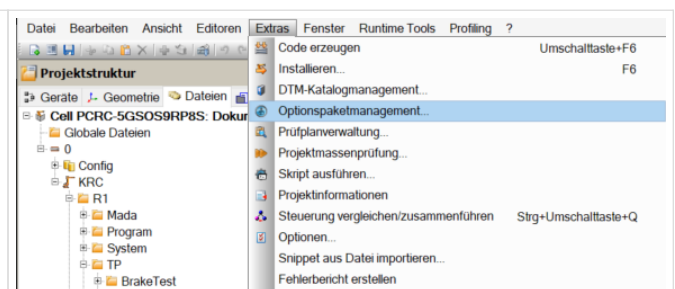 Datei Bearbeiten Ansicht Editoren Extras Fenster Runtime Tools Profiling ?
Code erzeugen Umschalttaste+F6
Projektstruktur
Installieren... F6
DTM-Katalogmanagement...
Geräte Geometrie Dateien
Optionspaketmanagement...
Cell PCRC-5GSOS9RP8S: Dokur
Globale Dateien
Prüfplanverwaltung...
0
Projektmassenprüfung...
Config
Skript ausführen...
KRC
Projektinformationen
R1
Mada
Steuerung vergleichen/zusammenführen Strg+Umschalttaste+Q
Program
Optionen...
System
Snippet aus Datei importieren...
TP
Fehlerbericht erstellen
BrakeTest